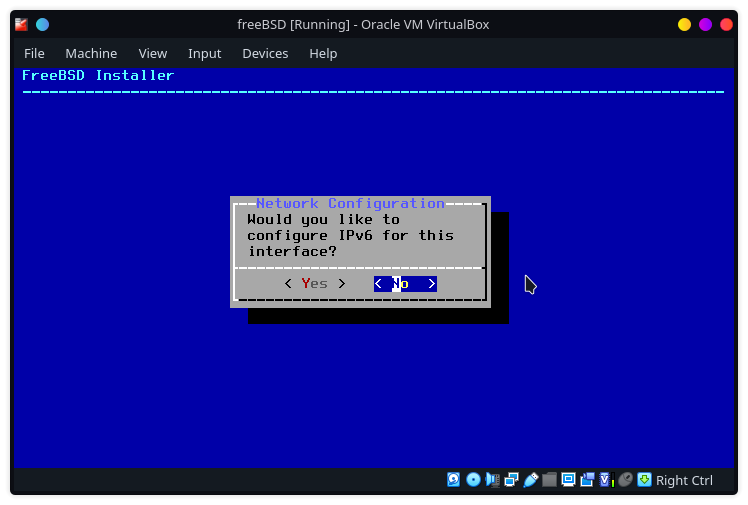 freeBSD [Running] - Oracle VM VirtualBox
File Machine View Input Devices Help
FreeBSD Installer
Network Configuration
Would you like to
configure IPv6 for this
interface?
< Yes > < No >
Right Ctrl